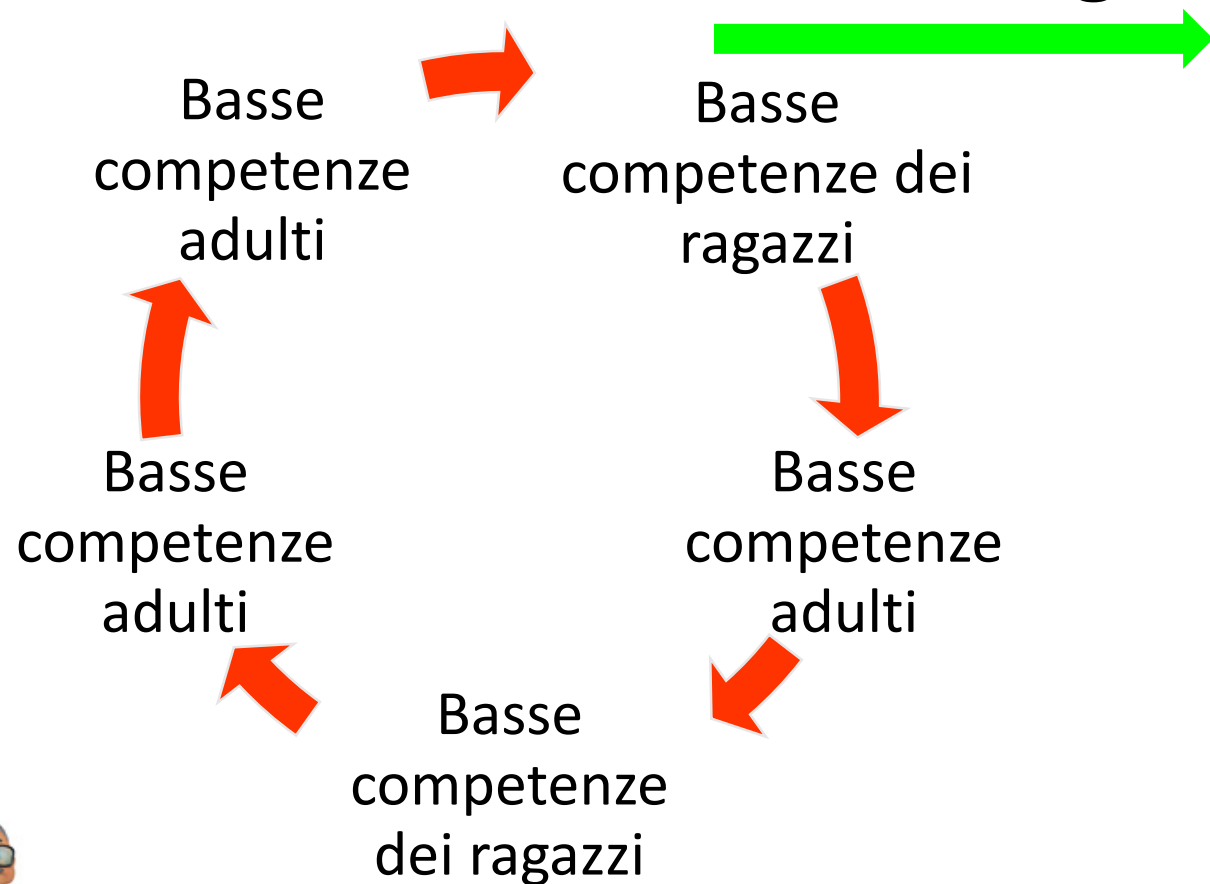 Basse
competenze
adulti
Basse
competenze dei
ragazzi
Basse
competenze
adulti
Basse
competenze
dei ragazzi
Basse
competenze
adulti